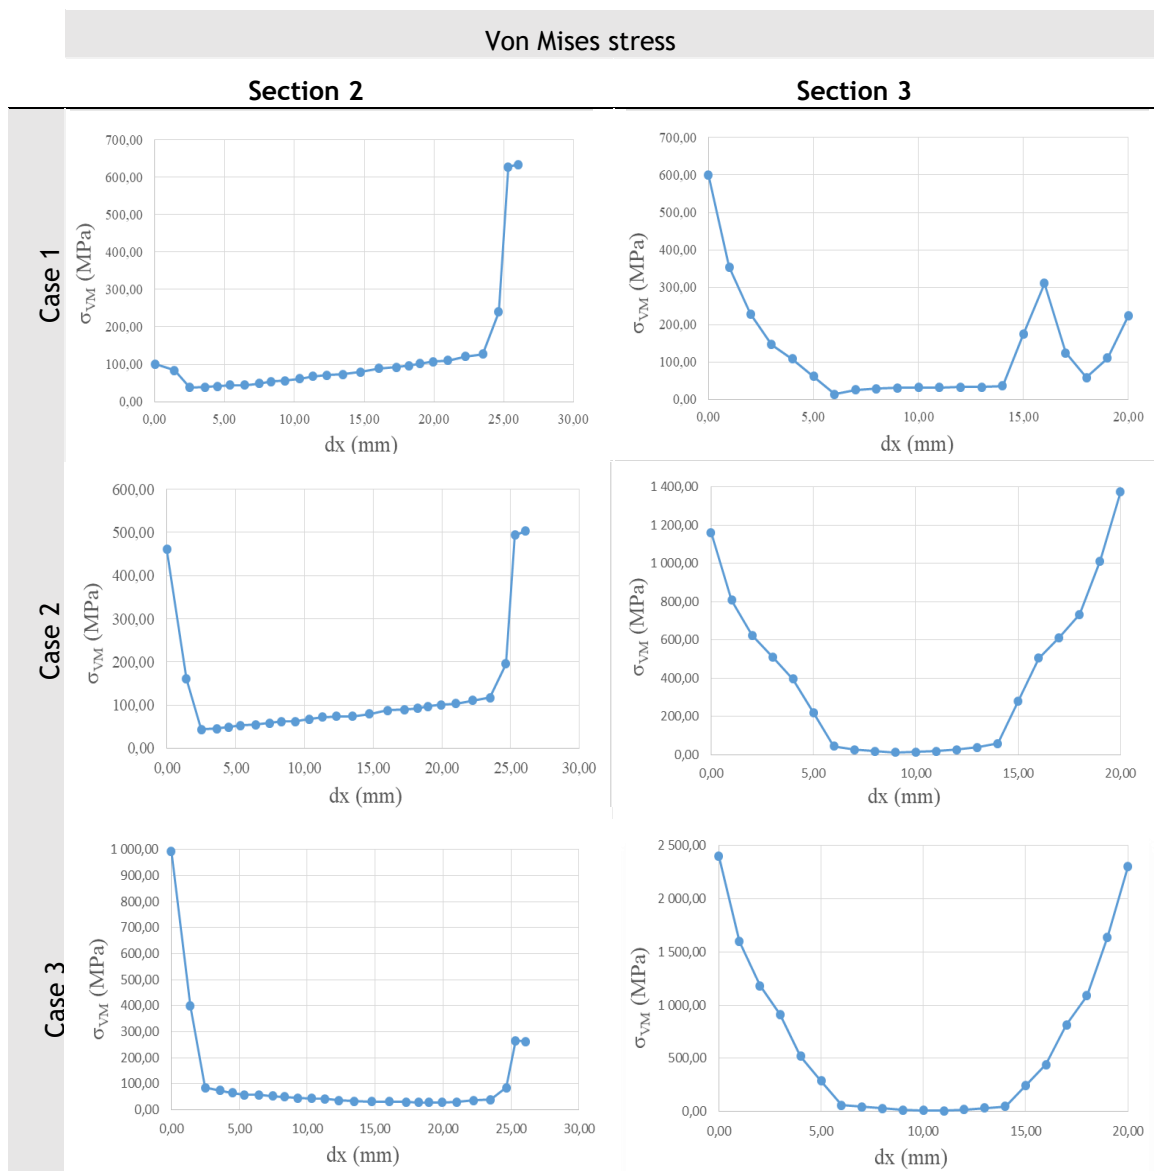 Von Mises stress
Section 2
Section 3
Case 1
700,00
600,00
500,00
400,00
300,00
200,00
100,00
0,00
σVM (MPa)
0,00 5,00 10,00 15,00 20,00 25,00 30,00
dx (mm)
700,00
600,00
500,00
400,00
300,00
200,00
100,00
0,00
σVM (MPa)
0,00 5,00 10,00 15,00 20,00
dx (mm)
Case 2
600,00
500,00
400,00
300,00
200,00
100,00
0,00
σVM (MPa)
0,00 5,00 10,00 15,00 20,00 25,00 30,00
dx (mm)
1 400,00
1 200,00
1 000,00
800,00
600,00
400,00
200,00
0,00
σVM (MPa)
0,00 5,00 10,00 15,00 20,00
dx (mm)
Case 3
1 000,00
900,00
800,00
700,00
600,00
500,00
400,00
300,00
200,00
100,00
0,00
σVM (MPa)
0,00 5,00 10,00 15,00 20,00 25,00 30,00
dx (mm)
2 500,00
2 000,00
1 500,00
1 000,00
500,00
0,00
σVM (MPa)
0,00 5,00 10,00 15,00 20,00
dx (mm)